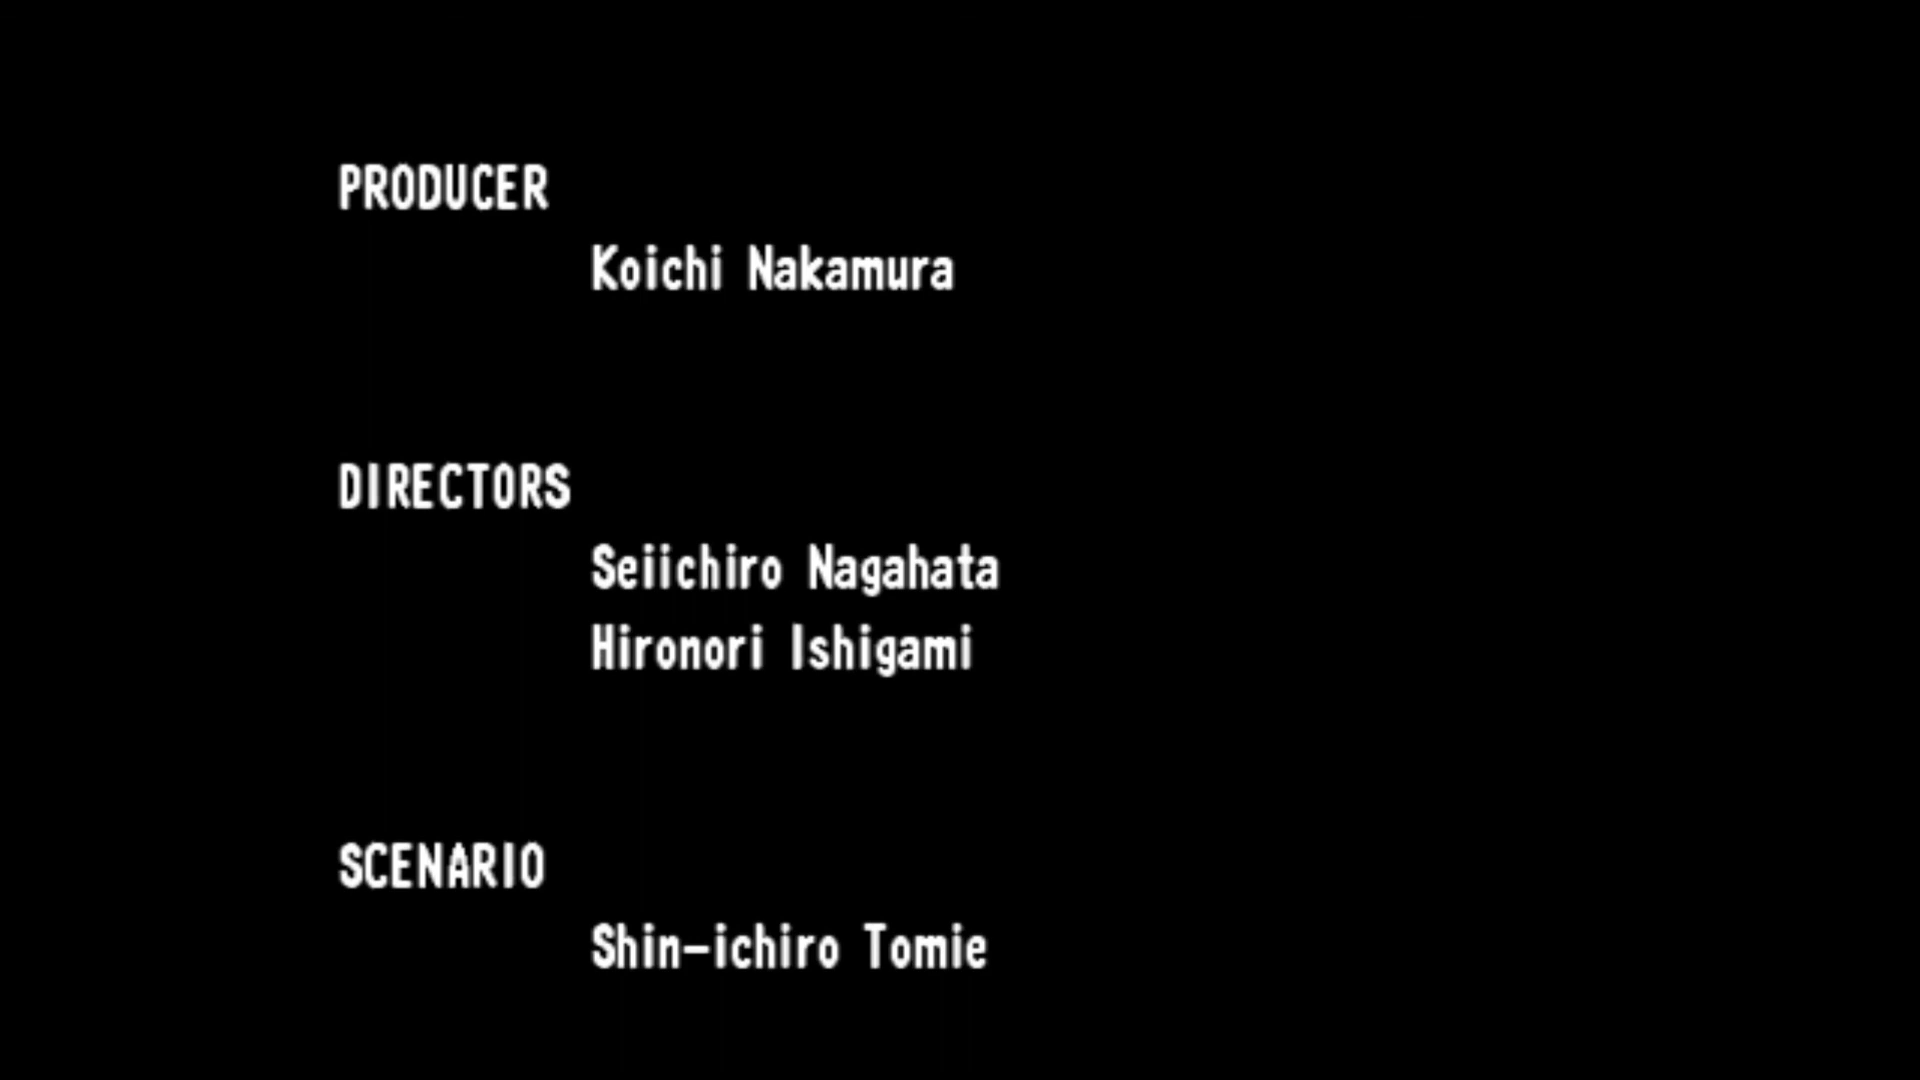 PRODUCER
Koichi Nakamura
DIRECTORS
Seiichiro Nagahata
Hironori Ishigami
SCENARIO
Shin-ichiro Tomie